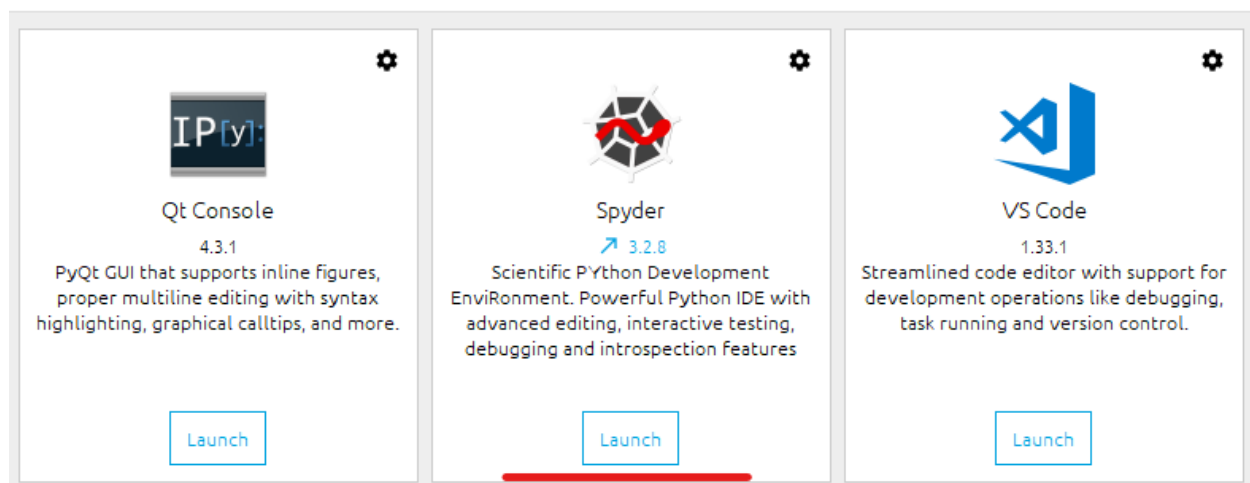 IP[y]:
Qt Console
4.3.1
PyQt GUI that supports inline figures,
proper multiline editing with syntax
highlighting, graphical calltips, and more.
Launch
Spyder
3.2.8
Scientific PYthon Development
EnviRonment. Powerful Python IDE with
advanced editing, interactive testing,
debugging and introspection features
Launch
VS Code
1.33.1
Streamlined code editor with support for
development operations like debugging,
task running and version control.
Launch